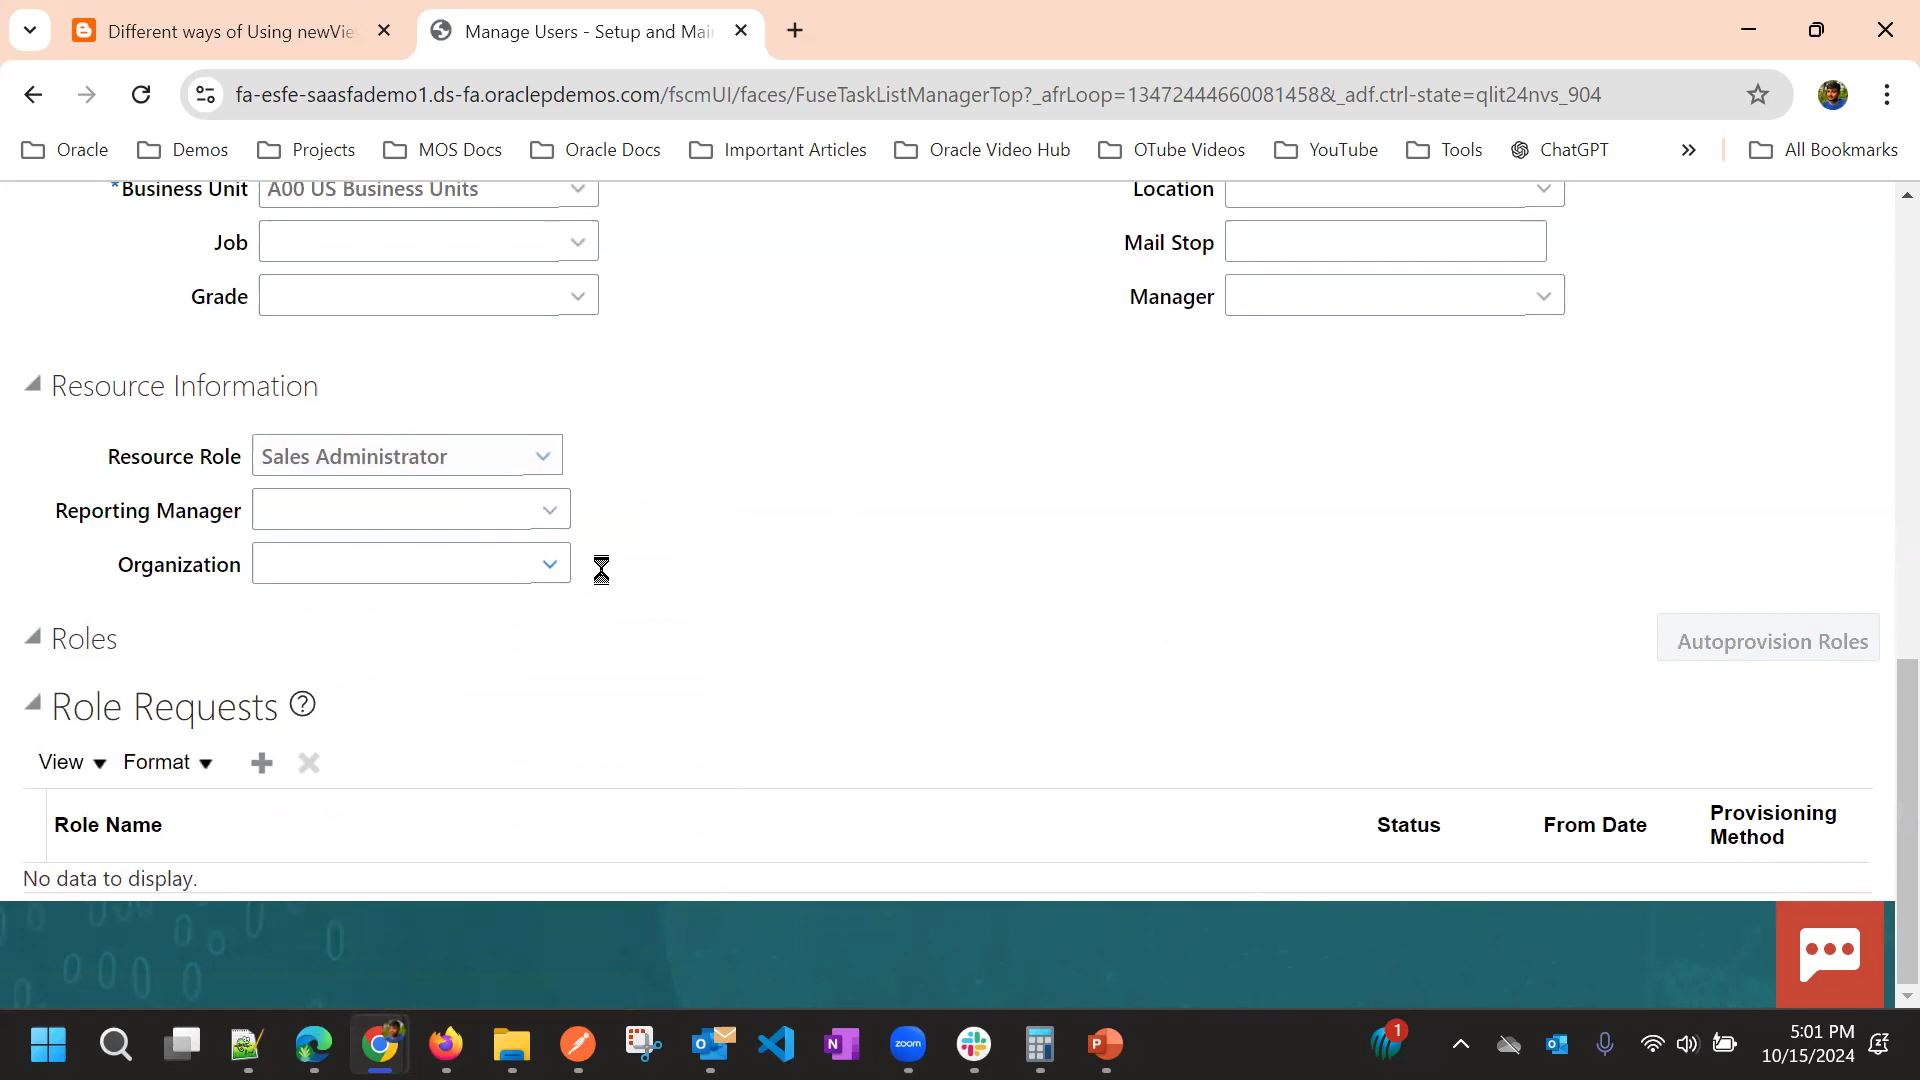 Different ways of Using newVie
Manage Users - Setup and Mai
fa-esfe-saasfademo1.ds-fa.oraclepdemos.com/fscmUI/faces/FuseTaskListManagerTop?_afrLoop=1347244466008​1458&_adf.ctrl-state=qlit24nvs_904
Oracle
Demos
Projects
MOS Docs
Oracle Docs
Important Articles
Oracle Video Hub
OTube Videos
YouTube
Tools
ChatGPT
All Bookmarks
*Business Unit A00 US Business Units
Location
Job
Mail Stop
Grade
Manager
Resource Information
Resource Role Sales Administrator
Reporting Manager
Organization
Roles
Autoprovision Roles
Role Requests ?
View Format
Role Name Status From Date Provisioning Method
No data to display.
zoom
1
5:01 PM
10/15/2024